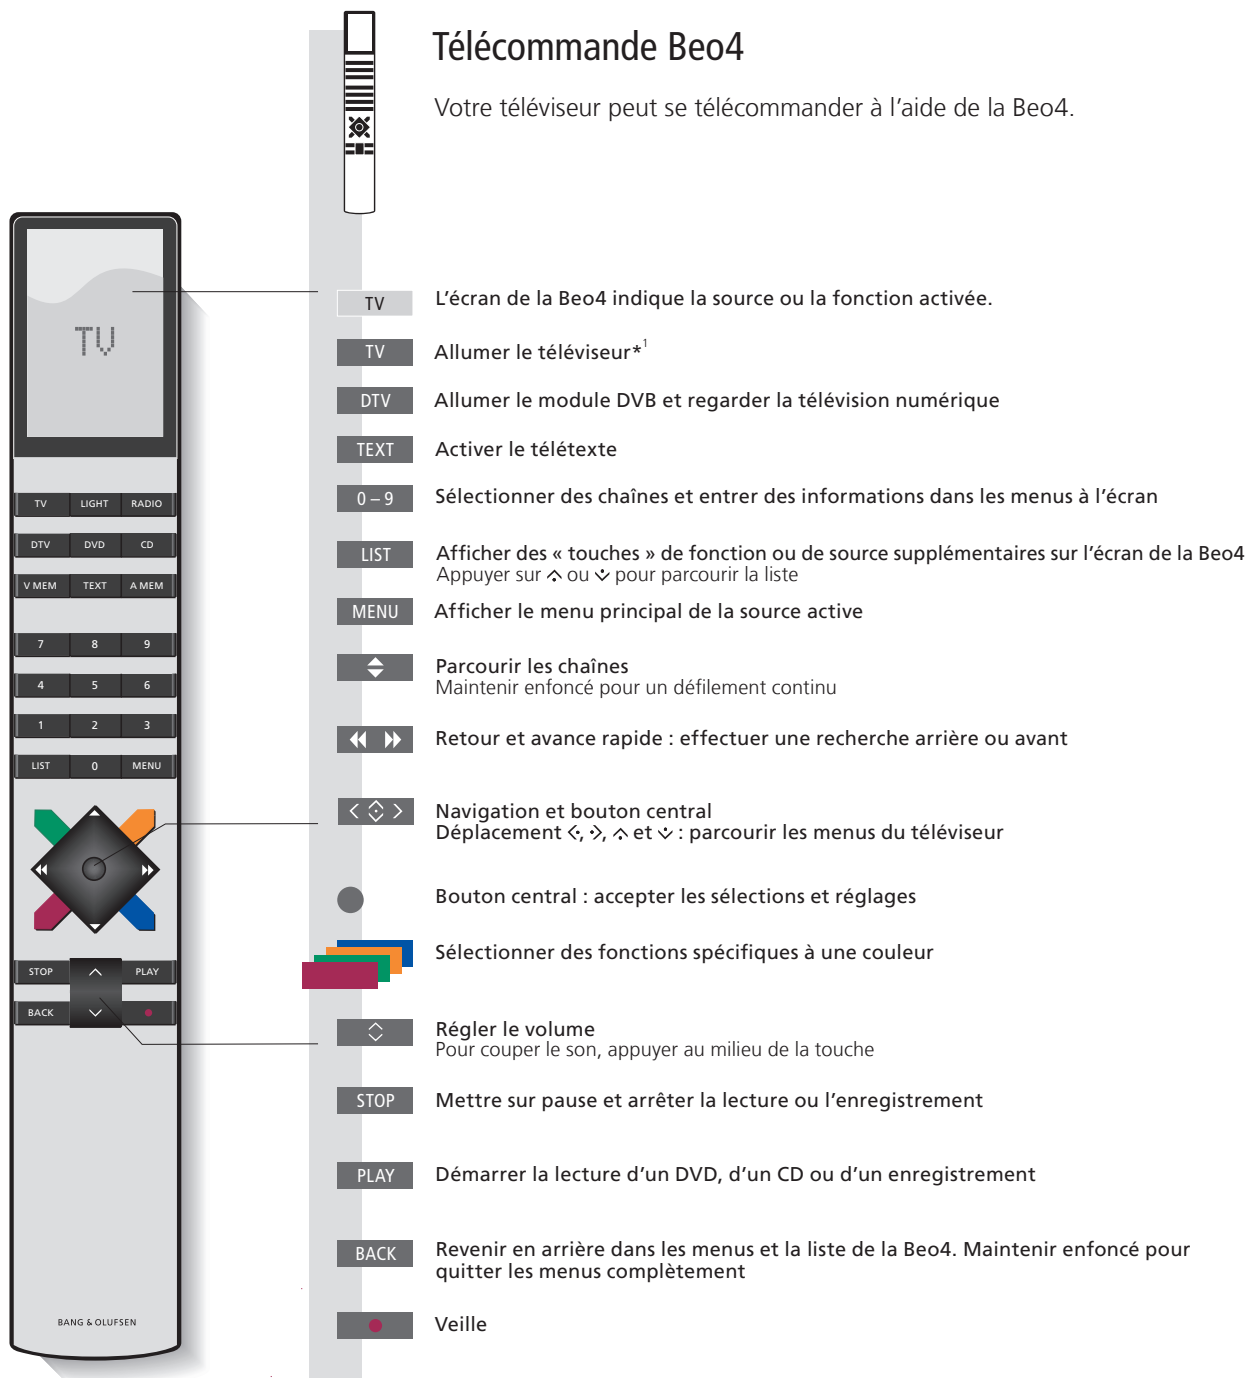 Télécommande Beo4
Votre téléviseur peut se télécommander à l'aide de la Beo4.
TV
TV LIGHT RADIO
DTV DVD CD
V MEM TEXT A MEM
7 8 9
4 5 6
1 2 3
LIST 0 MENU
STOP PLAY
BACK
BANG & OLUFSEN
TV L'écran de la Beo4 indique la source ou la fonction activée.
TV Allumer le téléviseur*1
DTV Allumer le module DVB et regarder la télévision numérique
TEXT Activer le télétexte
0 – 9 Sélectionner des chaînes et entrer des informations dans les menus à l'écran
LIST Afficher des « touches » de fonction ou de source supplémentaires sur l'écran de la Beo4
Appuyer sur ou pour parcourir la liste
MENU Afficher le menu principal de la source active
Parcourir les chaînes
Maintenir enfoncé pour un défilement continu
Retour et avance rapide : effectuer une recherche arrière ou avant
Navigation et bouton central
Déplacement , , et : parcourir les menus du téléviseur
Bouton central : accepter les sélections et réglages
Sélectionner des fonctions spécifiques à une couleur
Régler le volume
Pour couper le son, appuyer au milieu de la touche
STOP Mettre sur pause et arrêter la lecture ou l'enregistrement
PLAY Démarrer la lecture d'un DVD, d'un CD ou d'un enregistrement
BACK Revenir en arrière dans les menus et la liste de la Beo4. Maintenir enfoncé pour
quitter les menus complètement
Veille